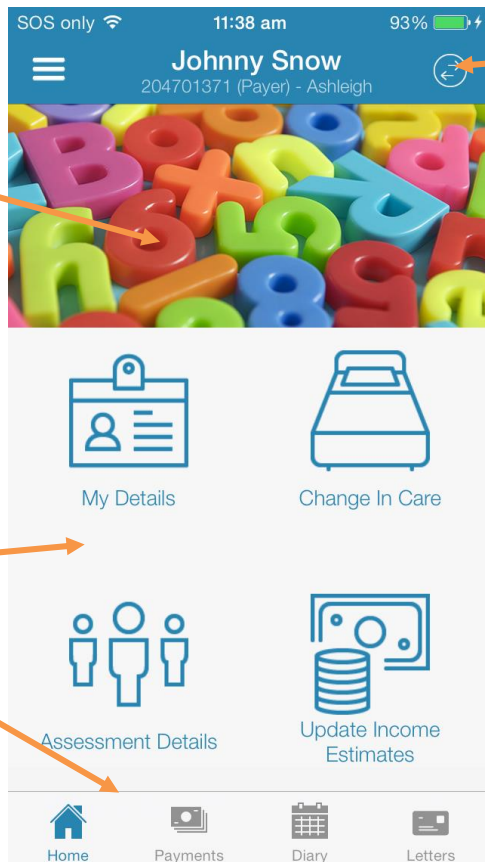 SOS only 11:38 am 93%
Johnny Snow
204701371 (Payer) - Ashleigh
My Details Change In Care
Assessment Details Update Income
Estimates
Home Payments Diary Letters